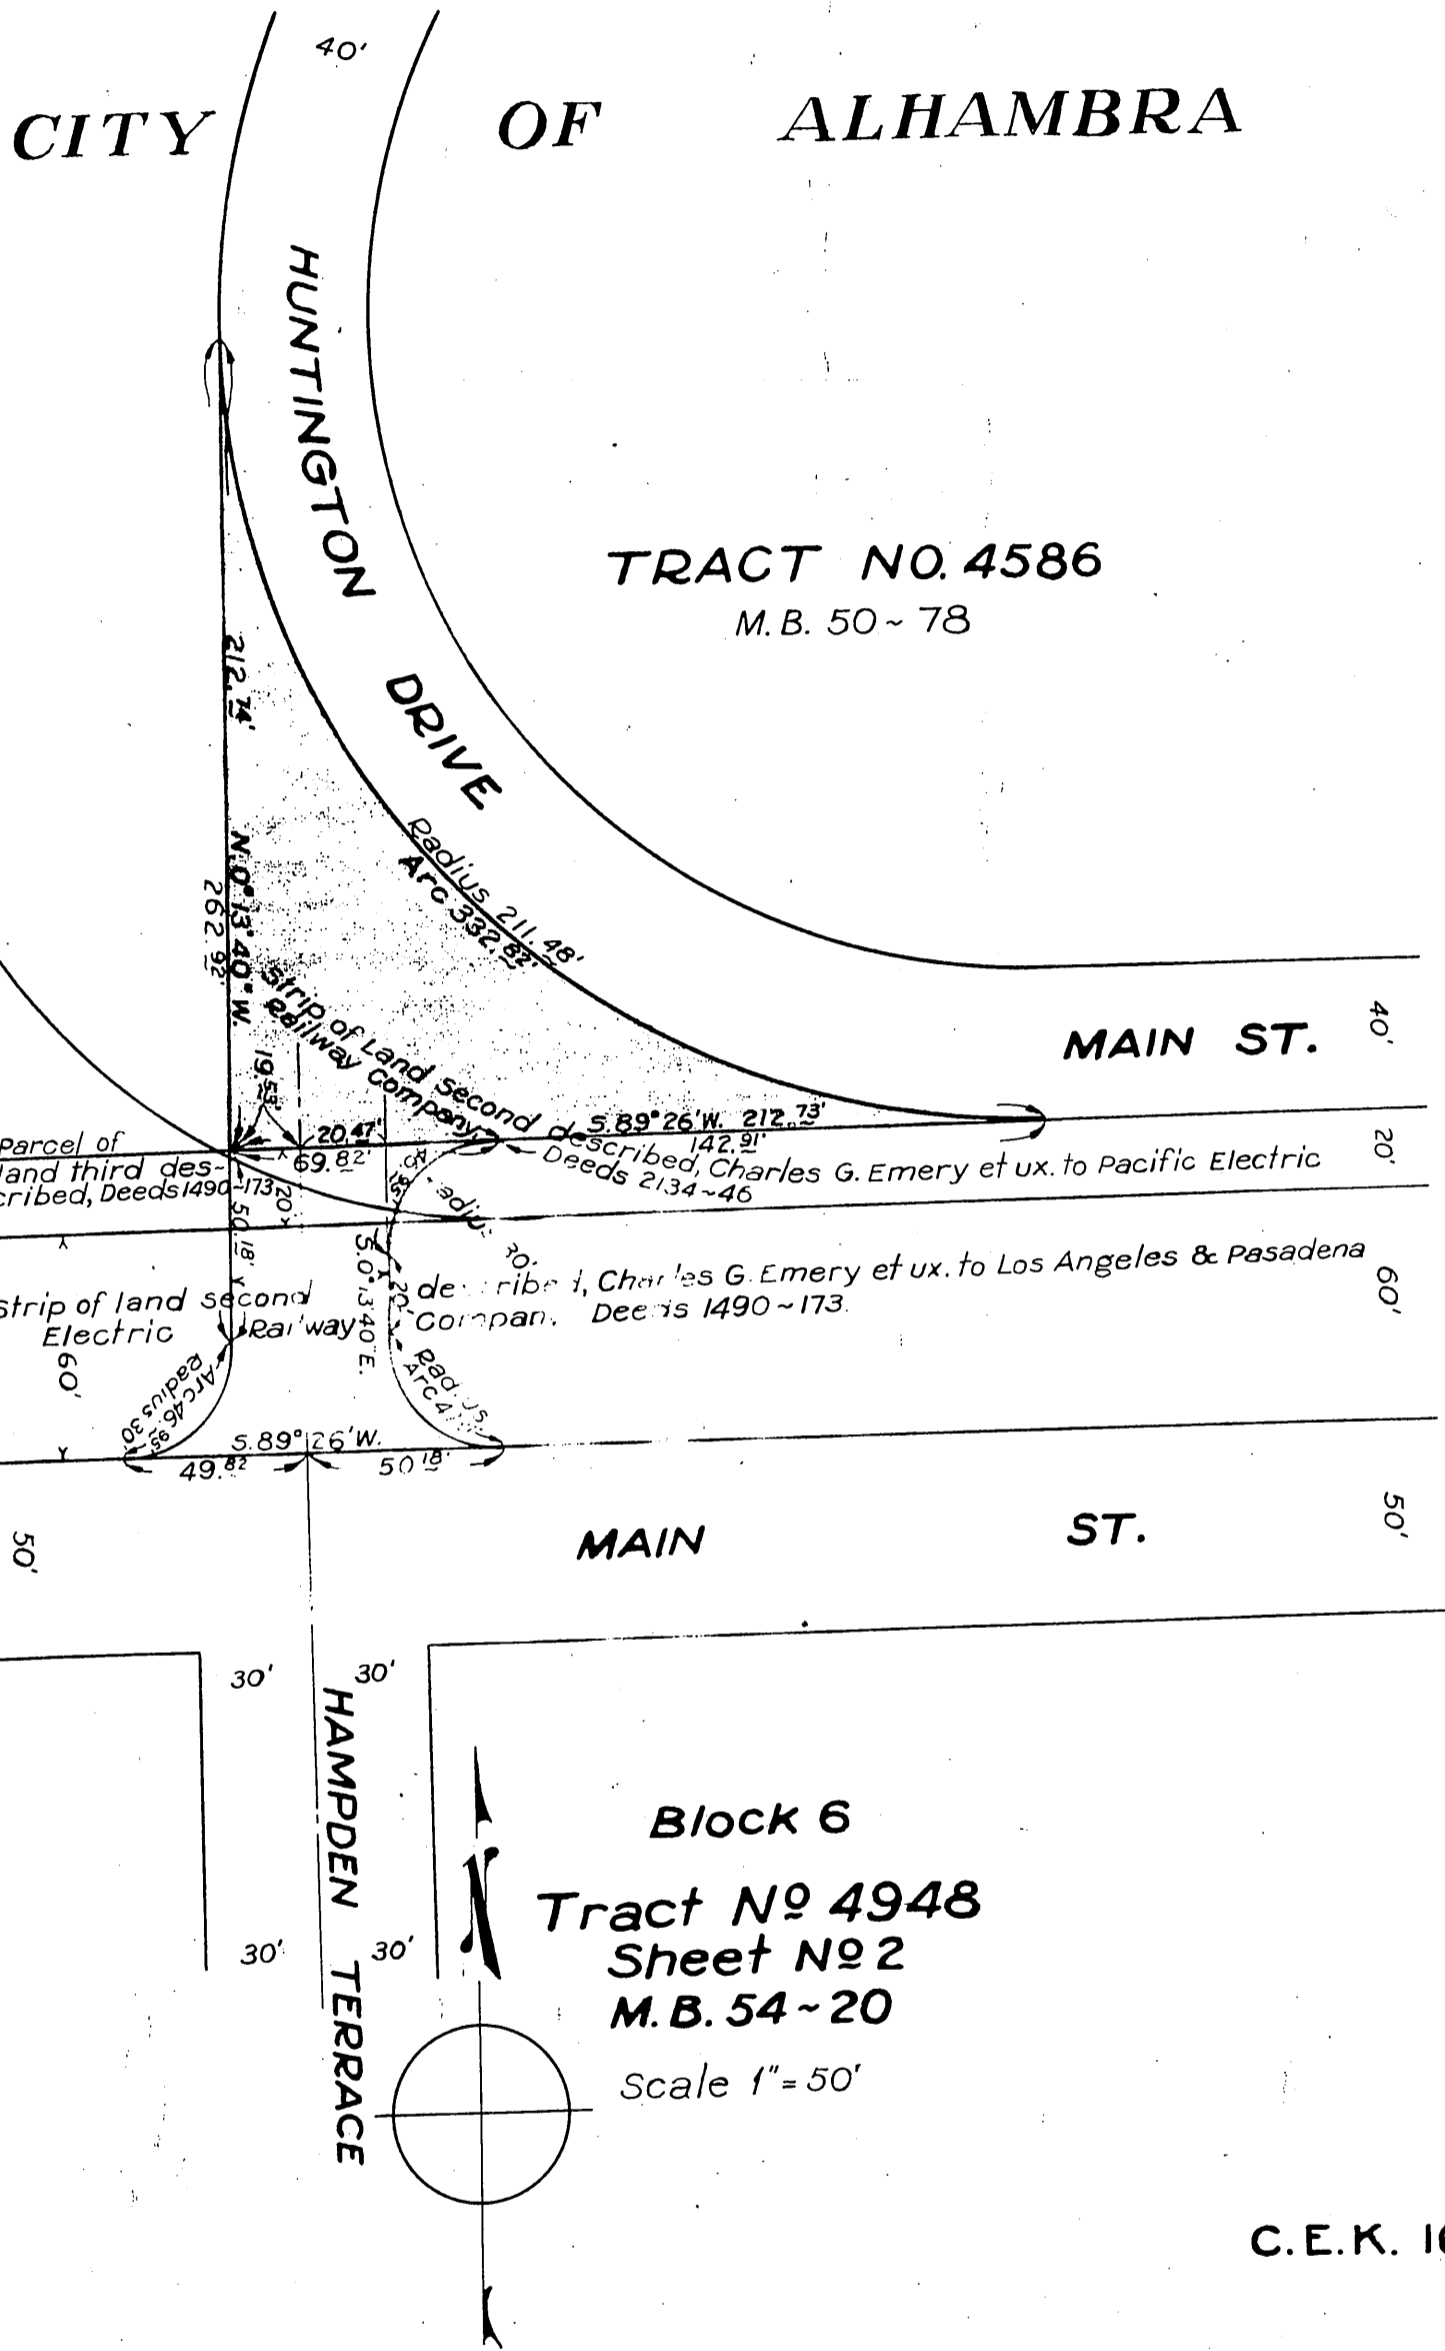 40'
CITY OF ALHAMBRA
HUNTINGTON DRIVE
TRACT NO. 4586
M.B. 50~78
212.74'
N.0°13'40"W.
262.92'
Radius 211.48'
Arc 332.82'
Strip of Land second described, Charles G. Emery et ux. to Pacific Electric
Railway Company. Deeds 2134~46
MAIN ST.
40'
19.53'
20.47'
S.89°26'W. 212.73'
142.91'
69.82'
20'
Parcel of
land third des-
cribed, Deeds 1490~173
20'
50.18'
S.0°13'40"E.
20'
30.
Charles G. Emery et ux. to Los Angeles & Pasadena
Deeds 1490~173.
strip of land second
Electric Railway
60'
60'
Arc 46.95'
Radius 30.
Radius
S.89°26'W.
49.82
50.18'
50'
MAIN ST.
50'
30' 30'
HAMPDEN TERRACE
30' 30'
N
Block 6
Tract Nº 4948
Sheet Nº 2
M.B. 54~20
Scale 1"=50'
C.E.K.